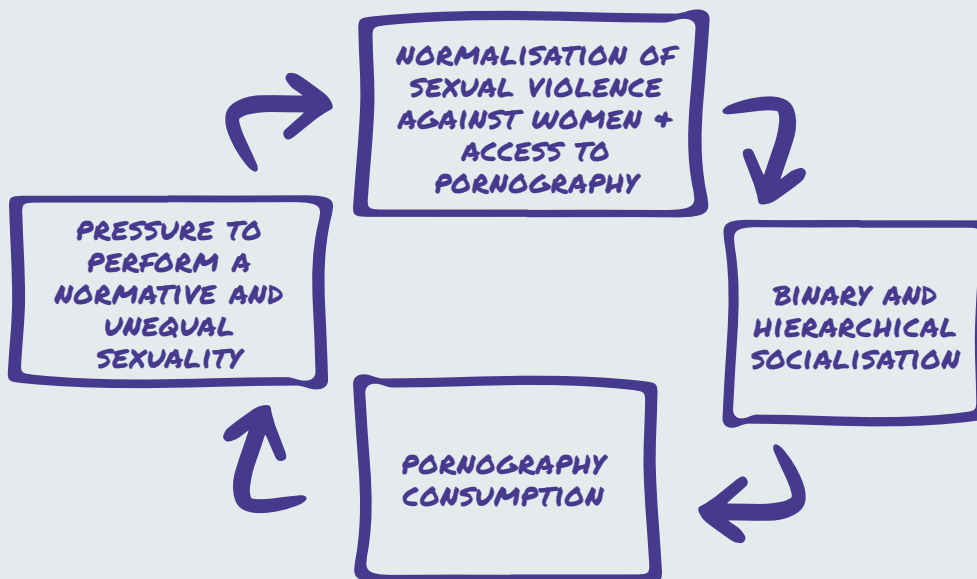 NORMALISATION OF
SEXUAL VIOLENCE
AGAINST WOMEN +
ACCESS TO
PORNOGRAPHY
BINARY AND
HIERARCHICAL
SOCIALISATION
PORNOGRAPHY
CONSUMPTION
PRESSURE TO
PERFORM A
NORMATIVE AND
UNEQUAL
SEXUALITY